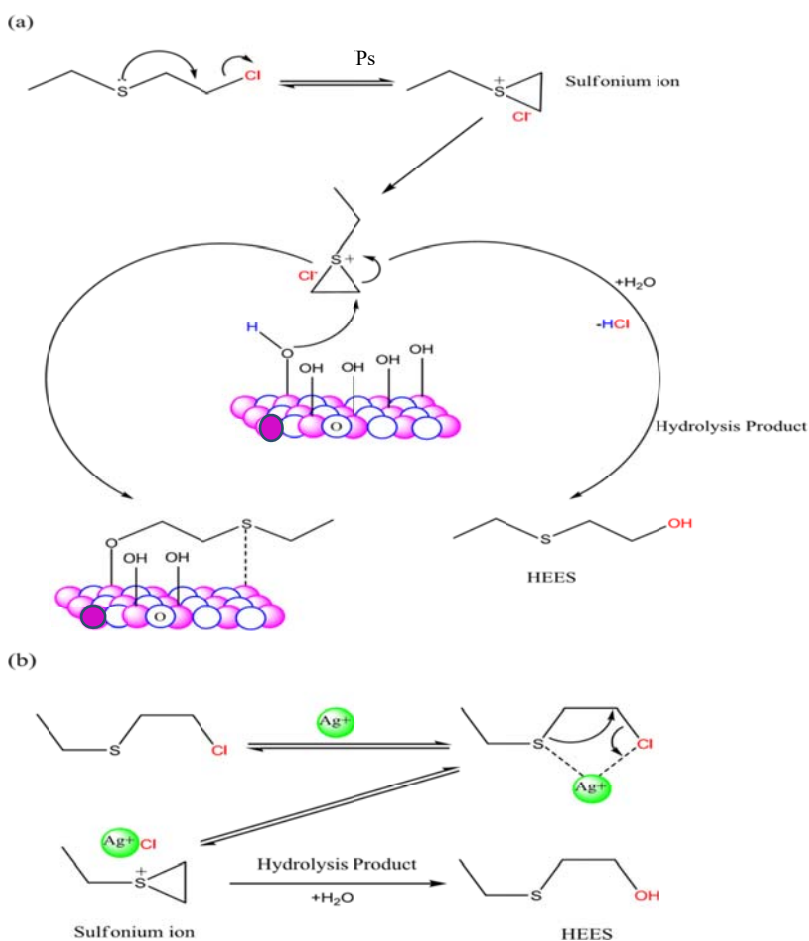 (a)
S
Cl
Ps
S
+
Cl-
Sulfonium ion
S+
Cl-
+H₂O
-HCl
H
O
OH
OH
OH
OH
O
Hydrolysis Product
S
O
OH
OH
O
S
OH
HEES
(b)
S
Cl
Ag+
S
Cl
Ag+
Ag+Cl
+
S
Hydrolysis Product
+H₂O
S
OH
Sulfonium ion
HEES